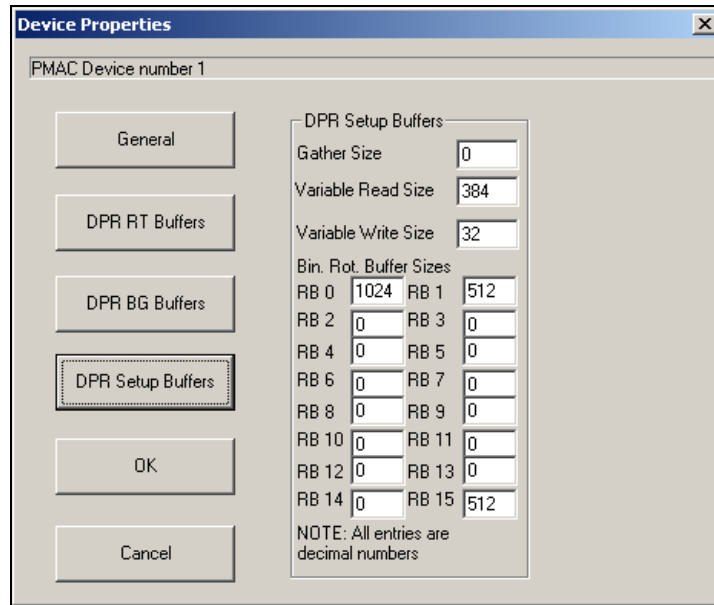 Device Properties
PMAC Device number 1
General
DPR RT Buffers
DPR BG Buffers
DPR Setup Buffers
OK
Cancel
DPR Setup Buffers
Gather Size 0
Variable Read Size 384
Variable Write Size 32
Bin. Rot. Buffer Sizes
RB 0 1024 RB 1 512
RB 2 0 RB 3 0
RB 4 0 RB 5 0
RB 6 0 RB 7 0
RB 8 0 RB 9 0
RB 10 0 RB 11 0
RB 12 0 RB 13 0
RB 14 0 RB 15 512
NOTE: All entries are
decimal numbers